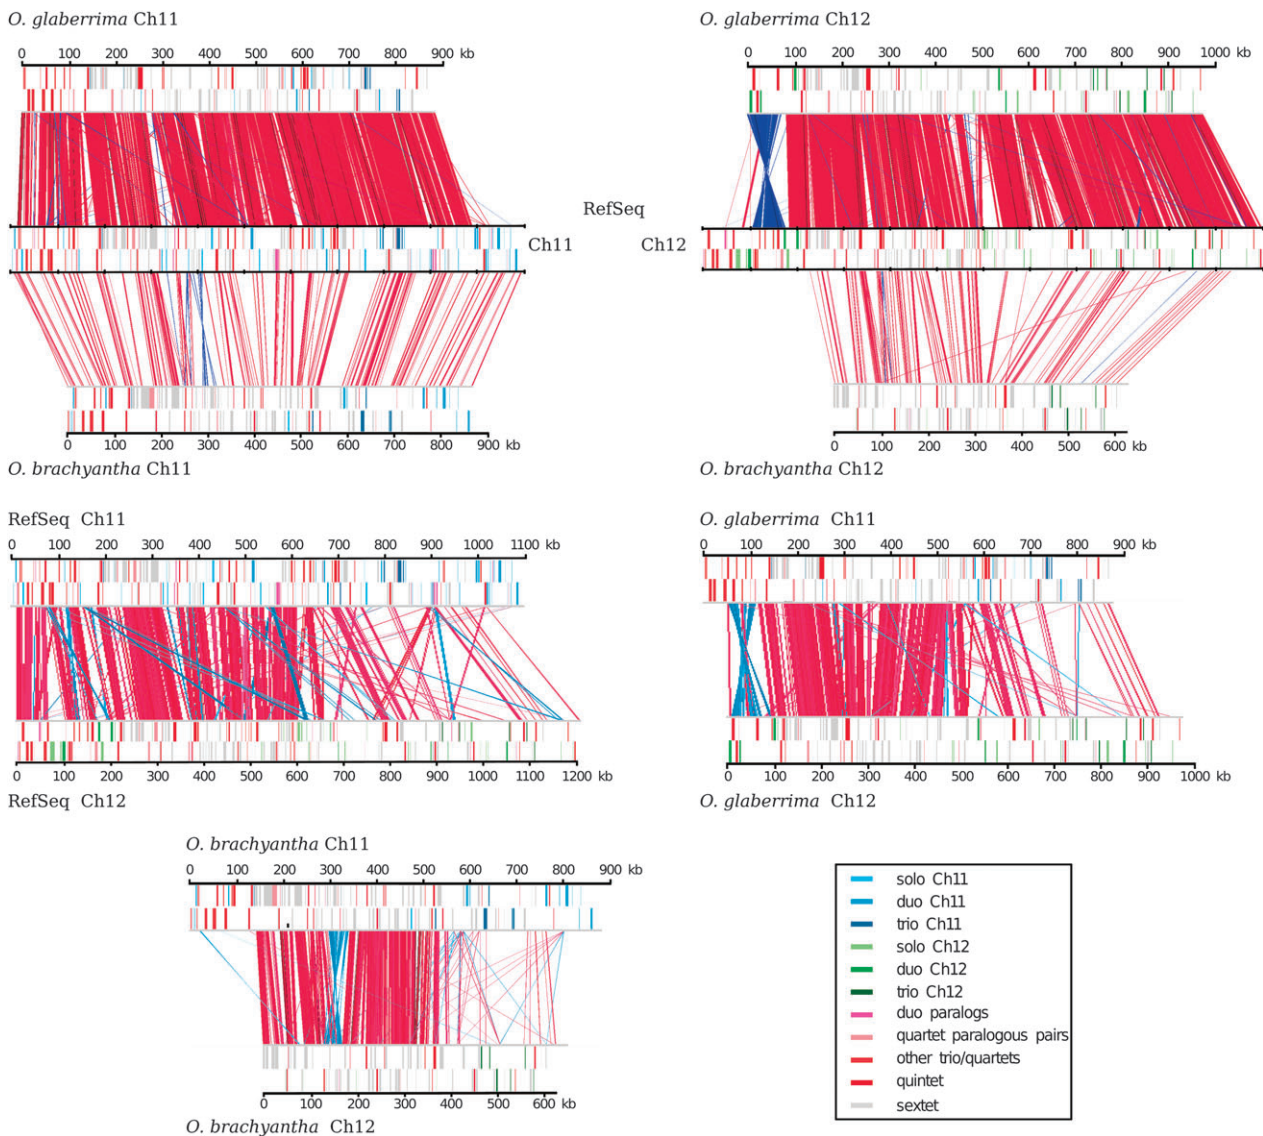 O. glaberrima Ch11
0 100 200 300 400 500 600 700 800 900 kb
O. glaberrima Ch12
0 100 200 300 400 500 600 700 800 900 1000 kb
RefSeq
Ch11
Ch12
0 100 200 300 400 500 600 700 800 900 kb
O. brachyantha Ch11
0 100 200 300 400 500 600 kb
O. brachyantha Ch12
RefSeq Ch11
0 100 200 300 400 500 600 700 800 900 1000 1100 kb
0 100 200 300 400 500 600 700 800 900 1000 1100 1200 kb
RefSeq Ch12
O. glaberrima Ch11
0 100 200 300 400 500 600 700 800 900 kb
0 100 200 300 400 500 600 700 800 900 1000 kb
O. glaberrima Ch12
O. brachyantha Ch11
0 100 200 300 400 500 600 700 800 900 kb
0 100 200 300 400 500 600 kb
O. brachyantha Ch12
solo Ch11
duo Ch11
trio Ch11
solo Ch12
duo Ch12
trio Ch12
duo paralogs
quartet paralogous pairs
other trio/quartets
quintet
sextet